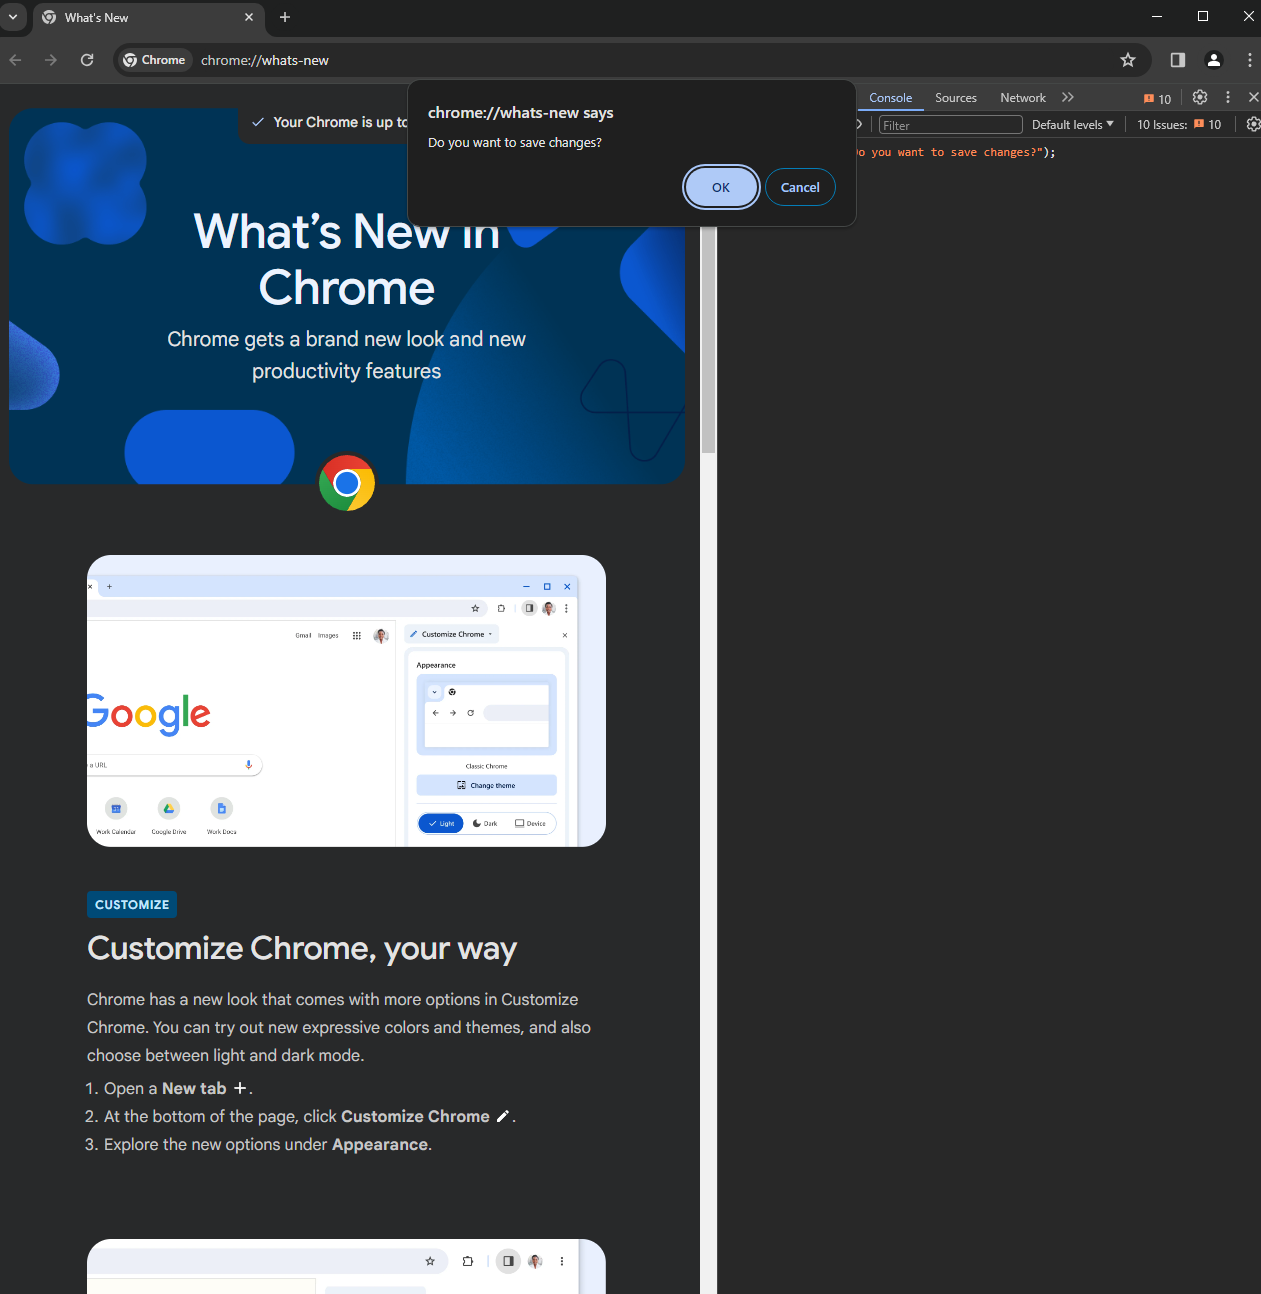 What's New
Chrome
chrome://whats-new
Your Chrome is up to
chrome://whats-new says
Do you want to save changes?
OK
Cancel
Console
Sources
Network
10
Filter
Default levels
10 Issues:
10
o you want to save changes?");
What's New in
Chrome
Chrome gets a brand new look and new
productivity features
Gmail
Images
Customize Chrome
Appearance
Google
a URL
Classic Chrome
Change theme
Work Calendar
Google Drive
Work Docs
Light
Dark
Device
CUSTOMIZE
Customize Chrome, your way
Chrome has a new look that comes with more options in Customize
Chrome. You can try out new expressive colors and themes, and also
choose between light and dark mode.
1. Open a New tab +.
2. At the bottom of the page, click Customize Chrome .
3. Explore the new options under Appearance.